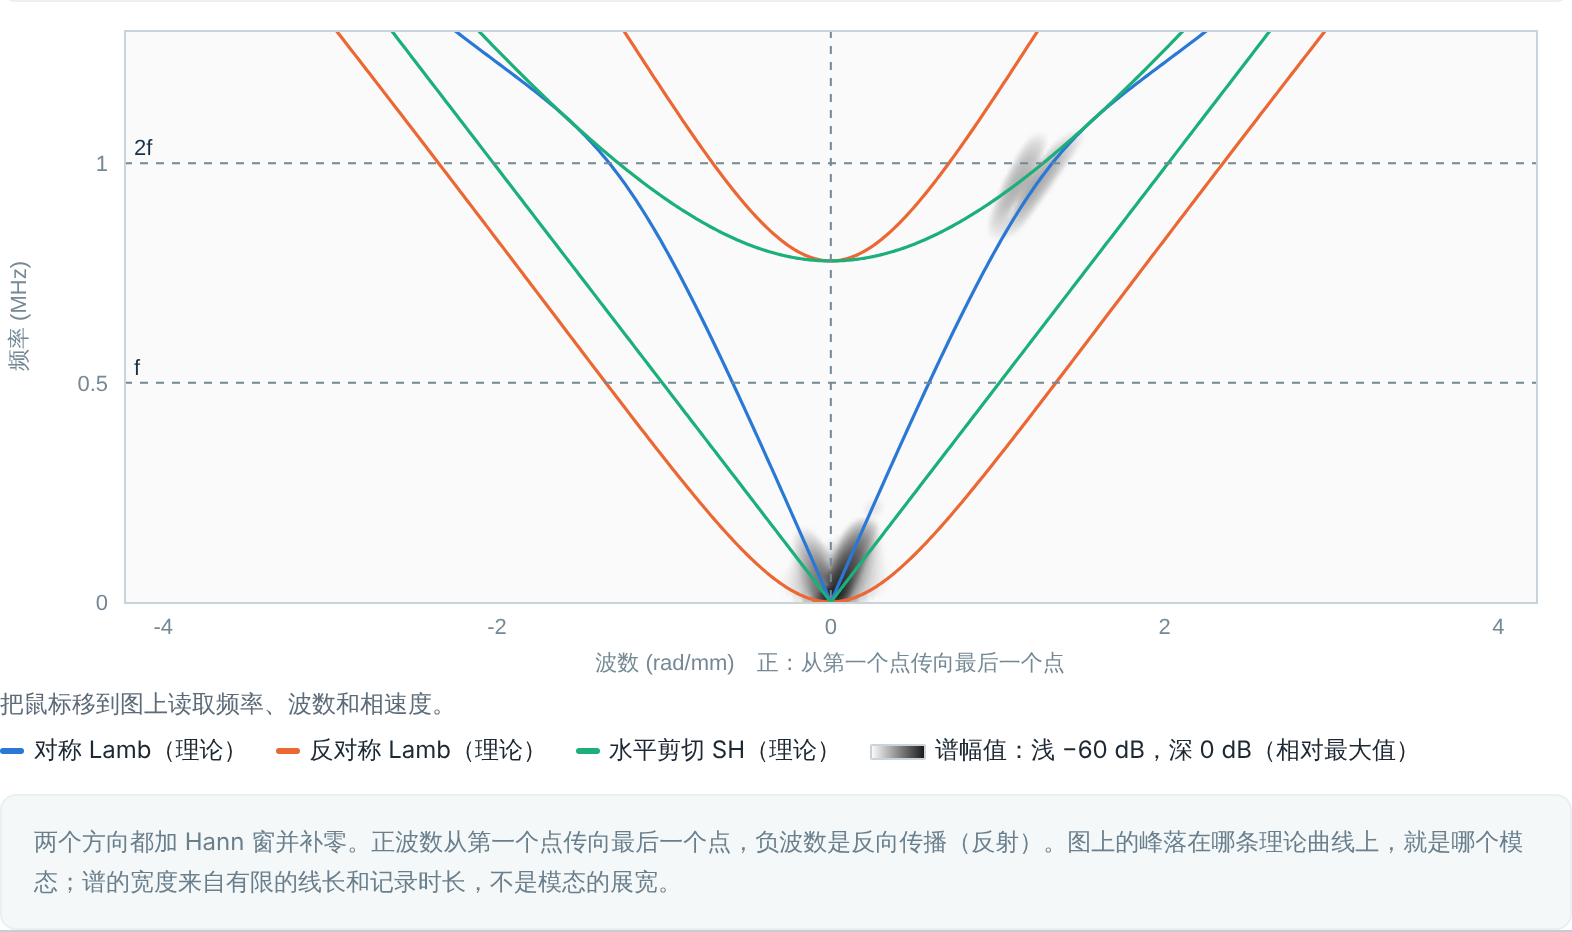 2f
1
f
0.5
0
频率 (MHz)
-4
-2
0
2
4
波数 (rad/mm) 正：从第一个点传向最后一个点
把鼠标移到图上读取频率、波数和相速度。
对称 Lamb（理论） 反对称 Lamb（理论） 水平剪切 SH（理论） 谱幅值：浅 −60 dB，深 0 dB（相对最大值）
两个方向都加 Hann 窗并补零。正波数从第一个点传向最后一个点，负波数是反向传播（反射）。图上的峰落在哪条理论曲线上，就是哪个模
态；谱的宽度来自有限的线长和记录时长，不是模态的展宽。